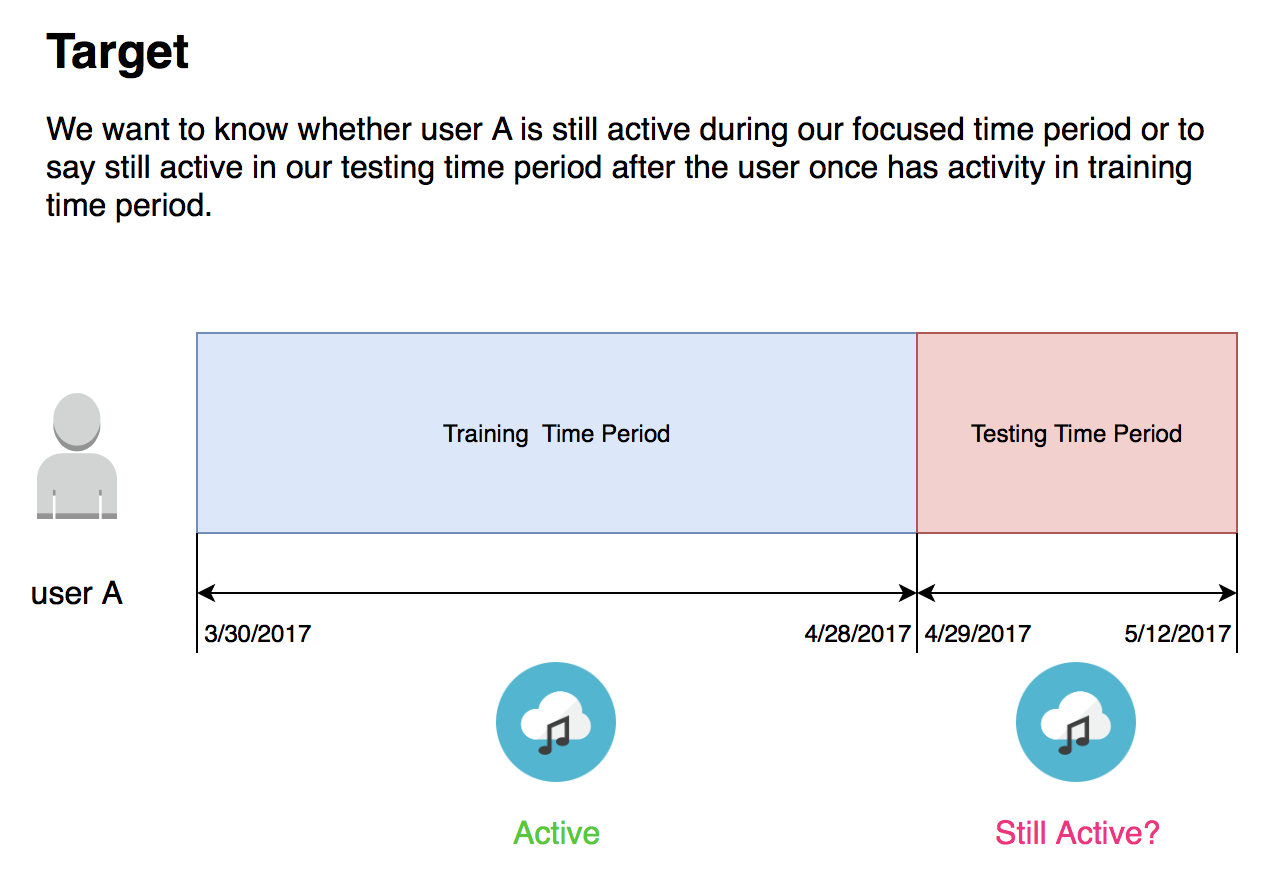 Target
We want to know whether user A is still active during our focused time period or to
say still active in our testing time period after the user once has activity in training
time period.
Training  Time Period
Testing Time Period
user A
3/30/2017
4/28/2017
4/29/2017
5/12/2017
Active
Still Active?